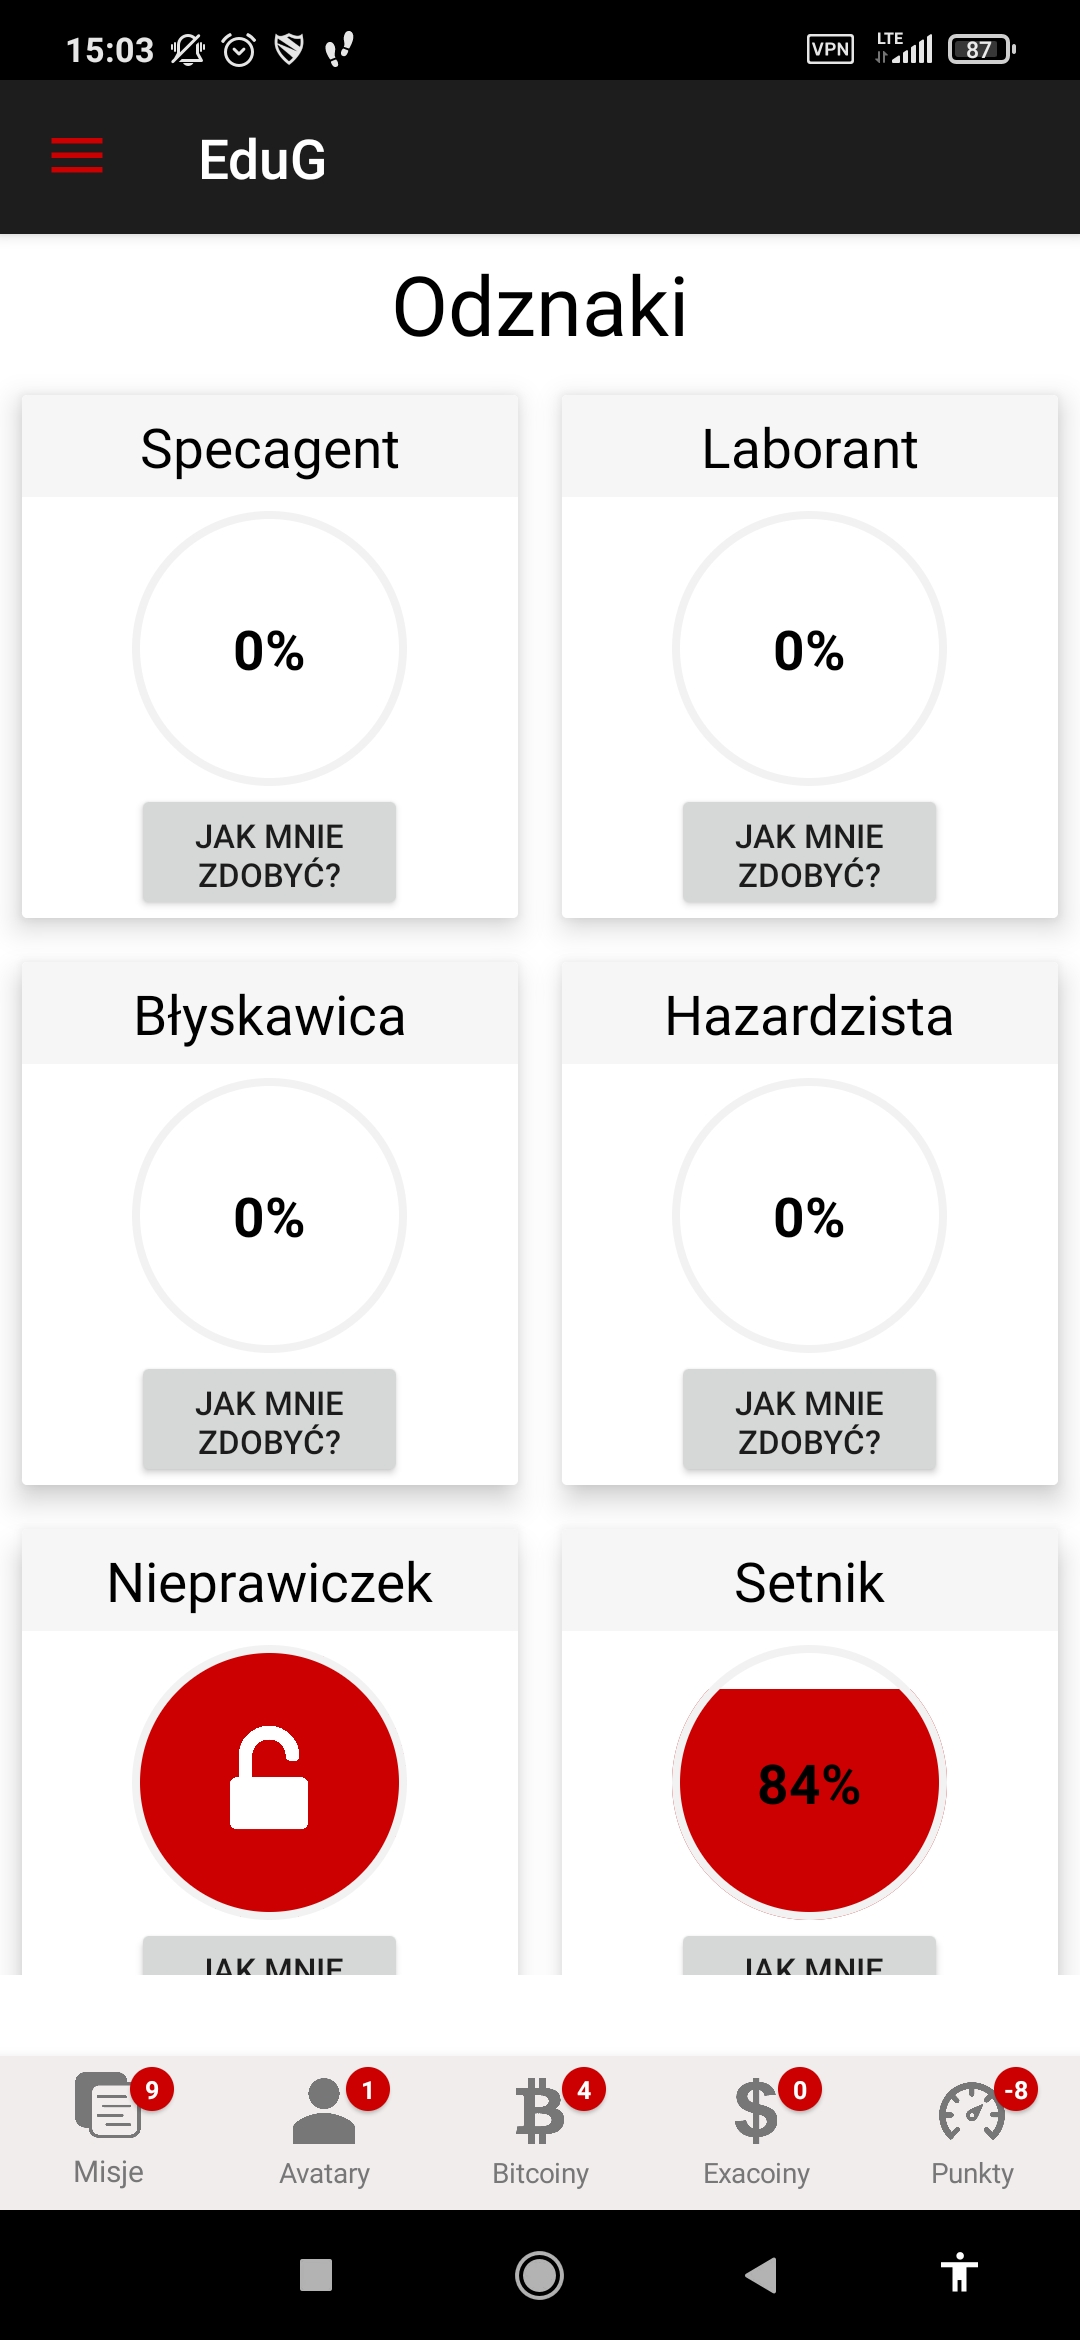 15:03
VPN
LTE
87
EduG
Odznaki
Specagent
Laborant
0%
0%
JAK MNIE
ZDOBYĆ?
JAK MNIE
ZDOBYĆ?
Błyskawica
Hazardzista
0%
0%
JAK MNIE
ZDOBYĆ?
JAK MNIE
ZDOBYĆ?
Nieprawiczek
Setnik
84%
JAK MNIE
JAK MNIE
9
1
4
0
-8
Misje
Avatary
Bitcoiny
Exacoiny
Punkty